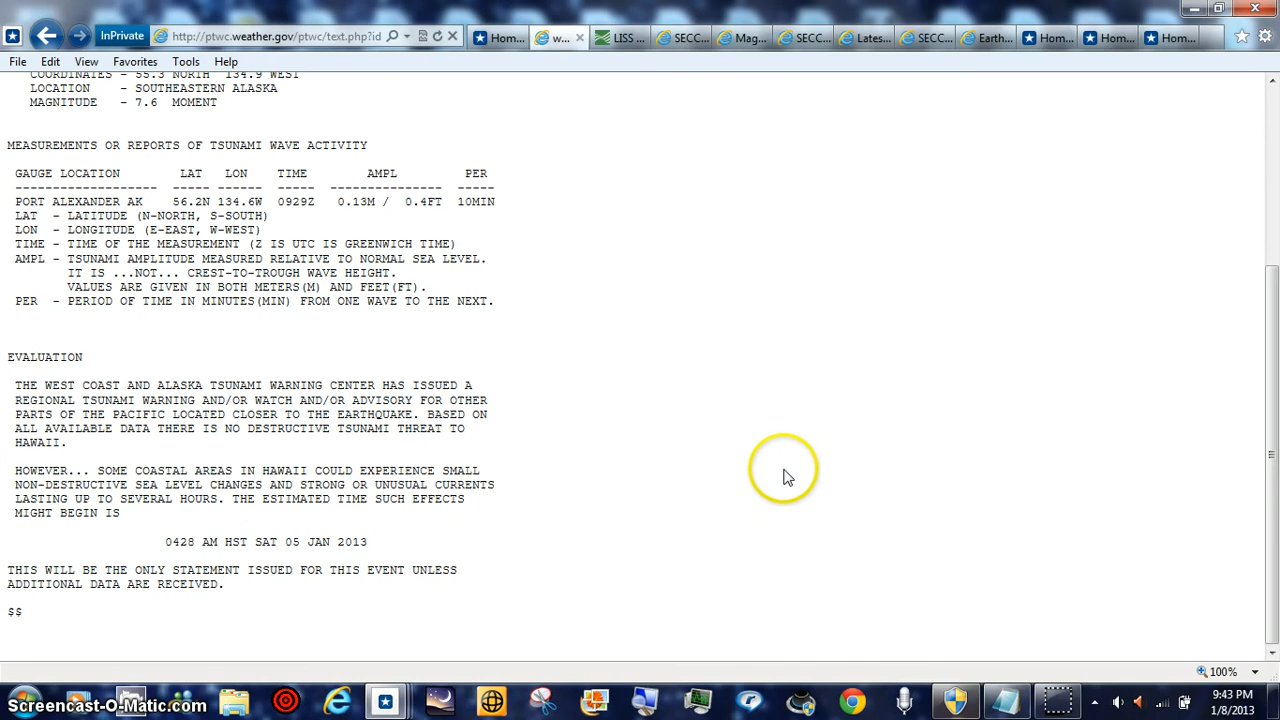 InPrivate http://ptwc.weather.gov/ptwc/text.php?id Hom... w... LISS ... SECC... Mag... SECC... Lates... SECC... Earth... Hom... Hom... Hom...
File Edit View Favorites Tools Help
COORDINATES - 55.3 NORTH 134.9 WEST
LOCATION - SOUTHEASTERN ALASKA
MAGNITUDE - 7.6 MOMENT
MEASUREMENTS OR REPORTS OF TSUNAMI WAVE ACTIVITY
GAUGE LOCATION LAT LON TIME AMPL PER
------------------- ----- ------ ----- --------------- -----
PORT ALEXANDER AK 56.2N 134.6W 0929Z 0.13M / 0.4FT 10MIN
LAT - LATITUDE (N-NORTH, S-SOUTH)
LON - LONGITUDE (E-EAST, W-WEST)
TIME - TIME OF THE MEASUREMENT (Z IS UTC IS GREENWICH TIME)
AMPL - TSUNAMI AMPLITUDE MEASURED RELATIVE TO NORMAL SEA LEVEL.
IT IS ...NOT... CREST-TO-TROUGH WAVE HEIGHT.
VALUES ARE GIVEN IN BOTH METERS(M) AND FEET(FT).
PER - PERIOD OF TIME IN MINUTES(MIN) FROM ONE WAVE TO THE NEXT.
EVALUATION
THE WEST COAST AND ALASKA TSUNAMI WARNING CENTER HAS ISSUED A
REGIONAL TSUNAMI WARNING AND/OR WATCH AND/OR ADVISORY FOR OTHER
PARTS OF THE PACIFIC LOCATED CLOSER TO THE EARTHQUAKE. BASED ON
ALL AVAILABLE DATA THERE IS NO DESTRUCTIVE TSUNAMI THREAT TO
HAWAII.
HOWEVER... SOME COASTAL AREAS IN HAWAII COULD EXPERIENCE SMALL
NON-DESTRUCTIVE SEA LEVEL CHANGES AND STRONG OR UNUSUAL CURRENTS
LASTING UP TO SEVERAL HOURS. THE ESTIMATED TIME SUCH EFFECTS
MIGHT BEGIN IS
0428 AM HST SAT 05 JAN 2013
THIS WILL BE THE ONLY STATEMENT ISSUED FOR THIS EVENT UNLESS
ADDITIONAL DATA ARE RECEIVED.
$$
100%
Screencast-O-Matic.com
9:43 PM
1/8/2013